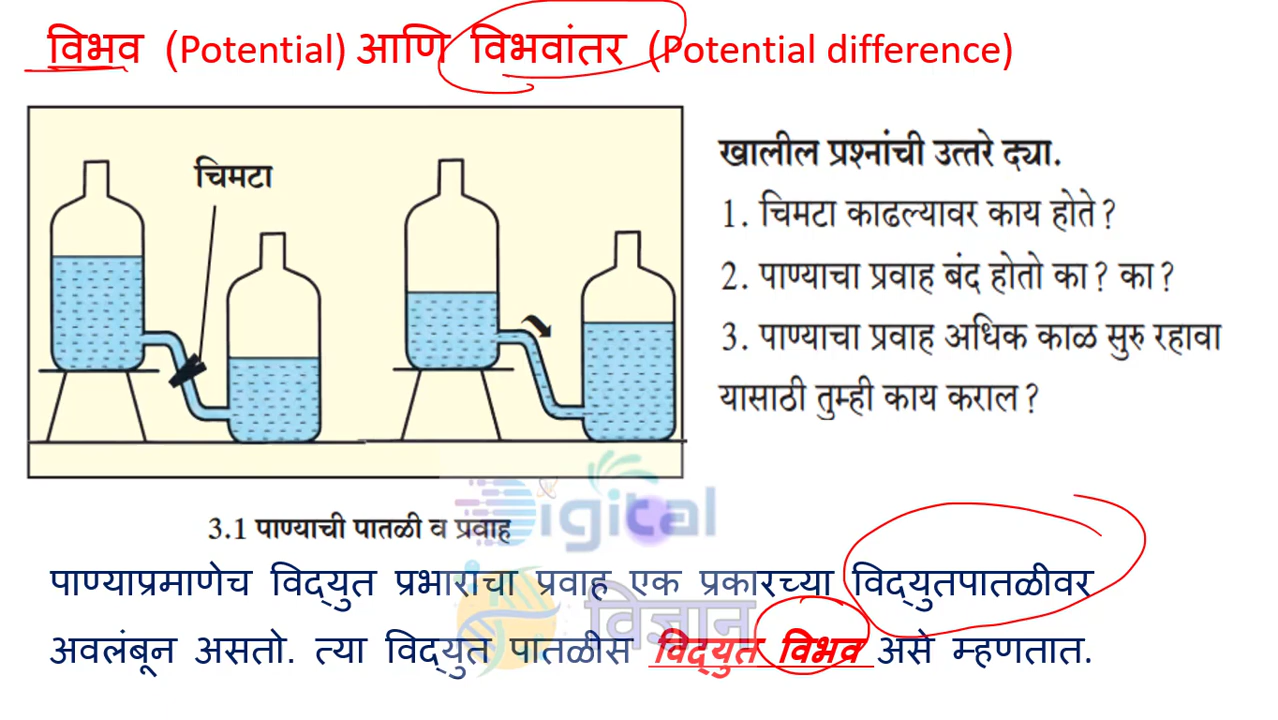 विभव (Potential) आणि विभवांतर (Potential difference)
चिमटा
खालील प्रश्नांची उत्तरे द्या.
1. चिमटा काढल्यावर काय होते?
2. पाण्याचा प्रवाह बंद होतो का? का?
3. पाण्याचा प्रवाह अधिक काळ सुरु रहावा
यासाठी तुम्ही काय कराल?
3.1 पाण्याची पातळी व प्रवाह
Digital
विज्ञान
पाण्याप्रमाणेच विद्युत प्रभाराचा प्रवाह एक प्रकारच्या विद्युतपातळीवर
अवलंबून असतो. त्या विद्युत पातळीस विद्युत विभव असे म्हणतात.